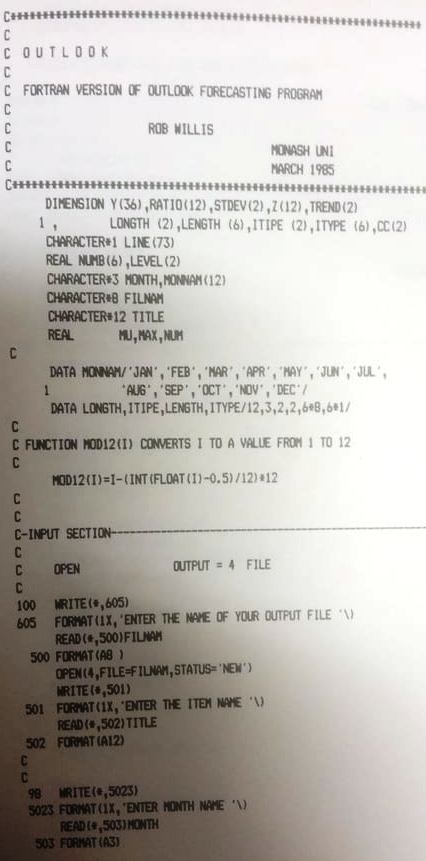 C************************************************************
C
C O U T L O O K
C
C FORTRAN VERSION OF OUTLOOK FORECASTING PROGRAM
C
C ROB WILLIS
C MONASH UNI
C MARCH 1985
C************************************************************
DIMENSION Y(36),RATIO(12),STDEV(2),Z(12),TREND(2)
1 , LONGTH (2),LENGTH (6),ITIPE (2),ITYPE (6),CC(2)
CHARACTER*1 LINE(73)
REAL NUMB(6),LEVEL(2)
CHARACTER*3 MONTH,MONNAM(12)
CHARACTER*8 FILNAM
CHARACTER*12 TITLE
REAL MU,MAX,NUM
C
DATA MONNAM/'JAN','FEB','MAR','APR','MAY','JUN','JUL',
1 'AUG','SEP','OCT','NOV','DEC'/
DATA LONGTH,ITIPE,LENGTH,ITYPE/12,3,2,2,6*8,6*1/
C
C FUNCTION MOD12(I) CONVERTS I TO A VALUE FROM 1 TO 12
C
MOD12(I)=I-(INT(FLOAT(I)-0.5)/12)*12
C
C
C-INPUT SECTION------------------------------------------------
C
C OPEN OUTPUT = 4 FILE
C
100 WRITE(*,605)
605 FORMAT(1X,'ENTER THE NAME OF YOUR OUTPUT FILE '\)
READ(*,500)FILNAM
500 FORMAT(A8 )
OPEN(4,FILE=FILNAM,STATUS='NEW')
WRITE(*,501)
501 FORMAT(1X,'ENTER THE ITEM NAME '\)
READ(*,502)TITLE
502 FORMAT(A12)
C
C
98 WRITE(*,5023)
5023 FORMAT(1X,'ENTER MONTH NAME '\)
READ(*,503)MONTH
503 FORMAT(A3)